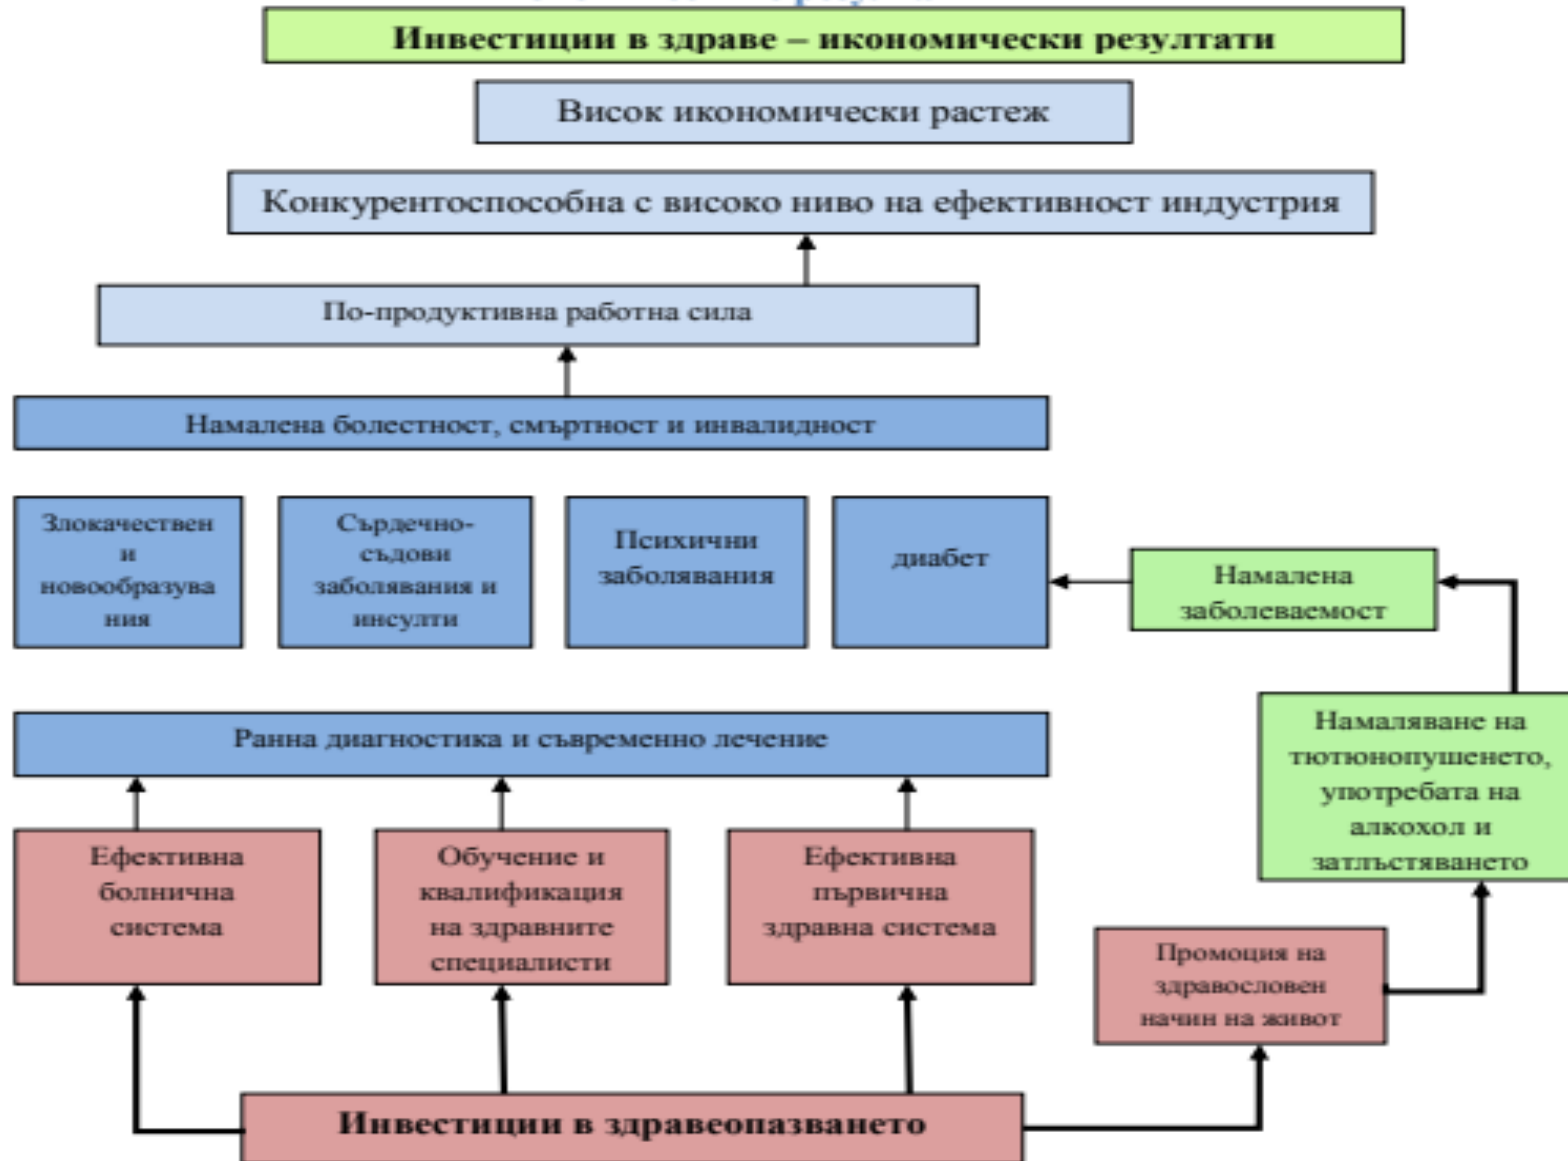 Инвестиции в здраве – икономически резултати
Висок икономически растеж
Конкурентоспособна с високо ниво на ефективност индустрия
По-продуктивна работна сила
Намалена болестност, смъртност и инвалидност
Злокачествен
и
новообразува
ния
Сърдечно-
съдови
заболявания и
инсулти
Психични
заболявания
диабет
Намалена
заболеваемост
Намаляване на
тютюнопушенето,
употребата на
алкохол и
затлъстяването
Ранна диагностика и съвременно лечение
Ефективна
болнична
система
Обучение и
квалификация
на здравните
специалисти
Ефективна
първична
здравна система
Промоция на
здравословен
начин на живот
Инвестиции в здравеопазването